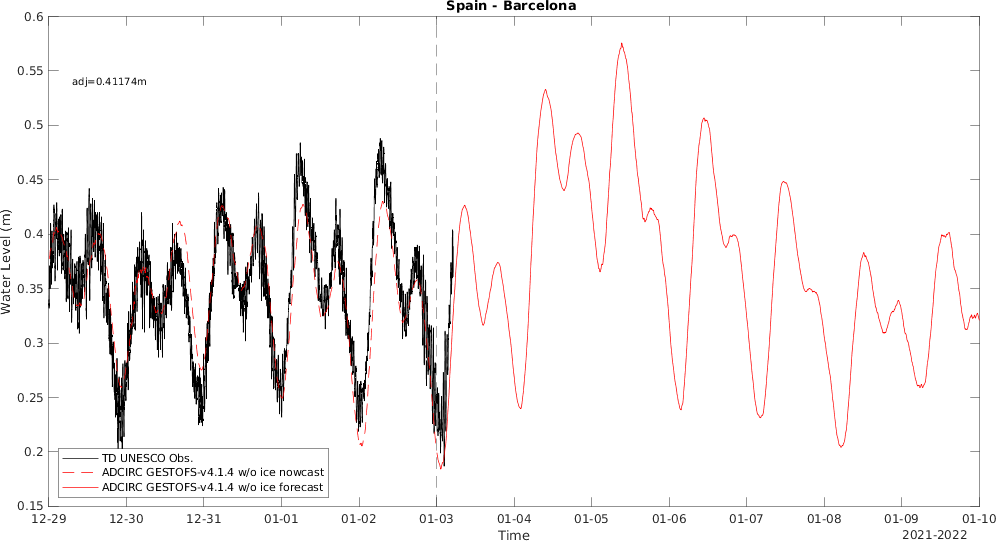 Spain - Barcelona
adj=0.41174m
Water Level (m)
0.6
0.55
0.5
0.45
0.4
0.35
0.3
0.25
0.2
0.15
TD UNESCO Obs.
ADCIRC GESTOFS-v4.1.4 w/o ice nowcast
ADCIRC GESTOFS-v4.1.4 w/o ice forecast
12-29 12-30 12-31 01-01 01-02 01-03 01-04 01-05 01-06 01-07 01-08 01-09 01-10
Time
2021-2022